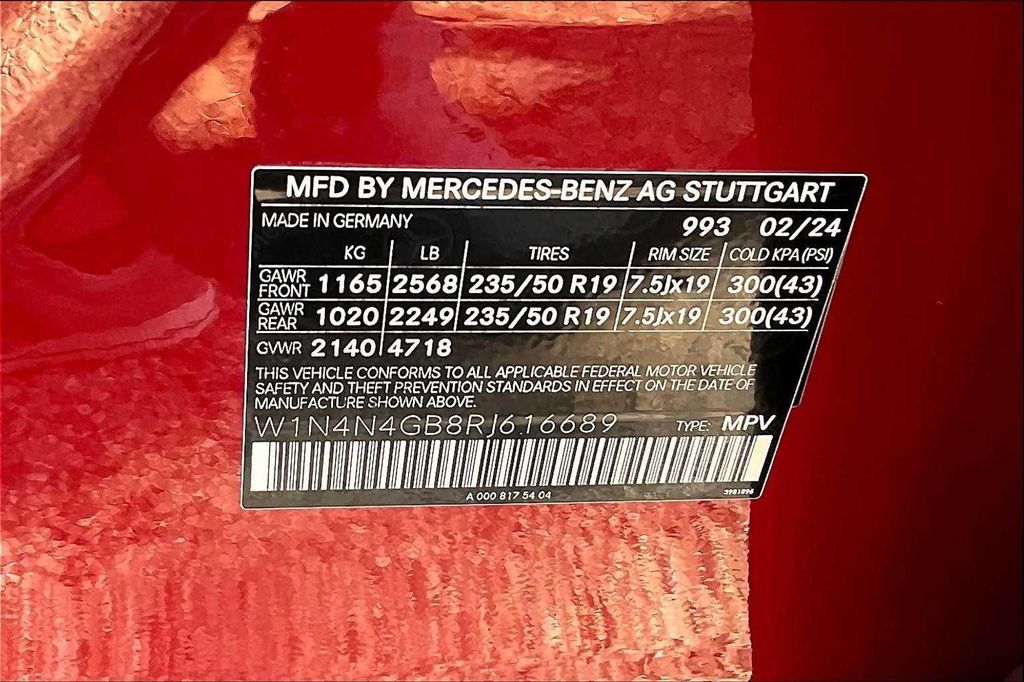 MFD BY MERCEDES-BENZ AG STUTTGART
MADE IN GERMANY 993 02/24
KG LB TIRES RIM SIZE COLD KPA (PSI)
GAWR FRONT 1165 2568 235/50 R19 7.5Jx19 300(43)
GAWR REAR 1020 2249 235/50 R19 7.5Jx19 300(43)
GVWR 2140 4718
THIS VEHICLE CONFORMS TO ALL APPLICABLE FEDERAL MOTOR VEHICLE
SAFETY AND THEFT PREVENTION STANDARDS IN EFFECT ON THE DATE OF
MANUFACTURE SHOWN ABOVE.
W1N4N4GB8RJ616689 TYPE: MPV
A 000 817 54 04 3981896